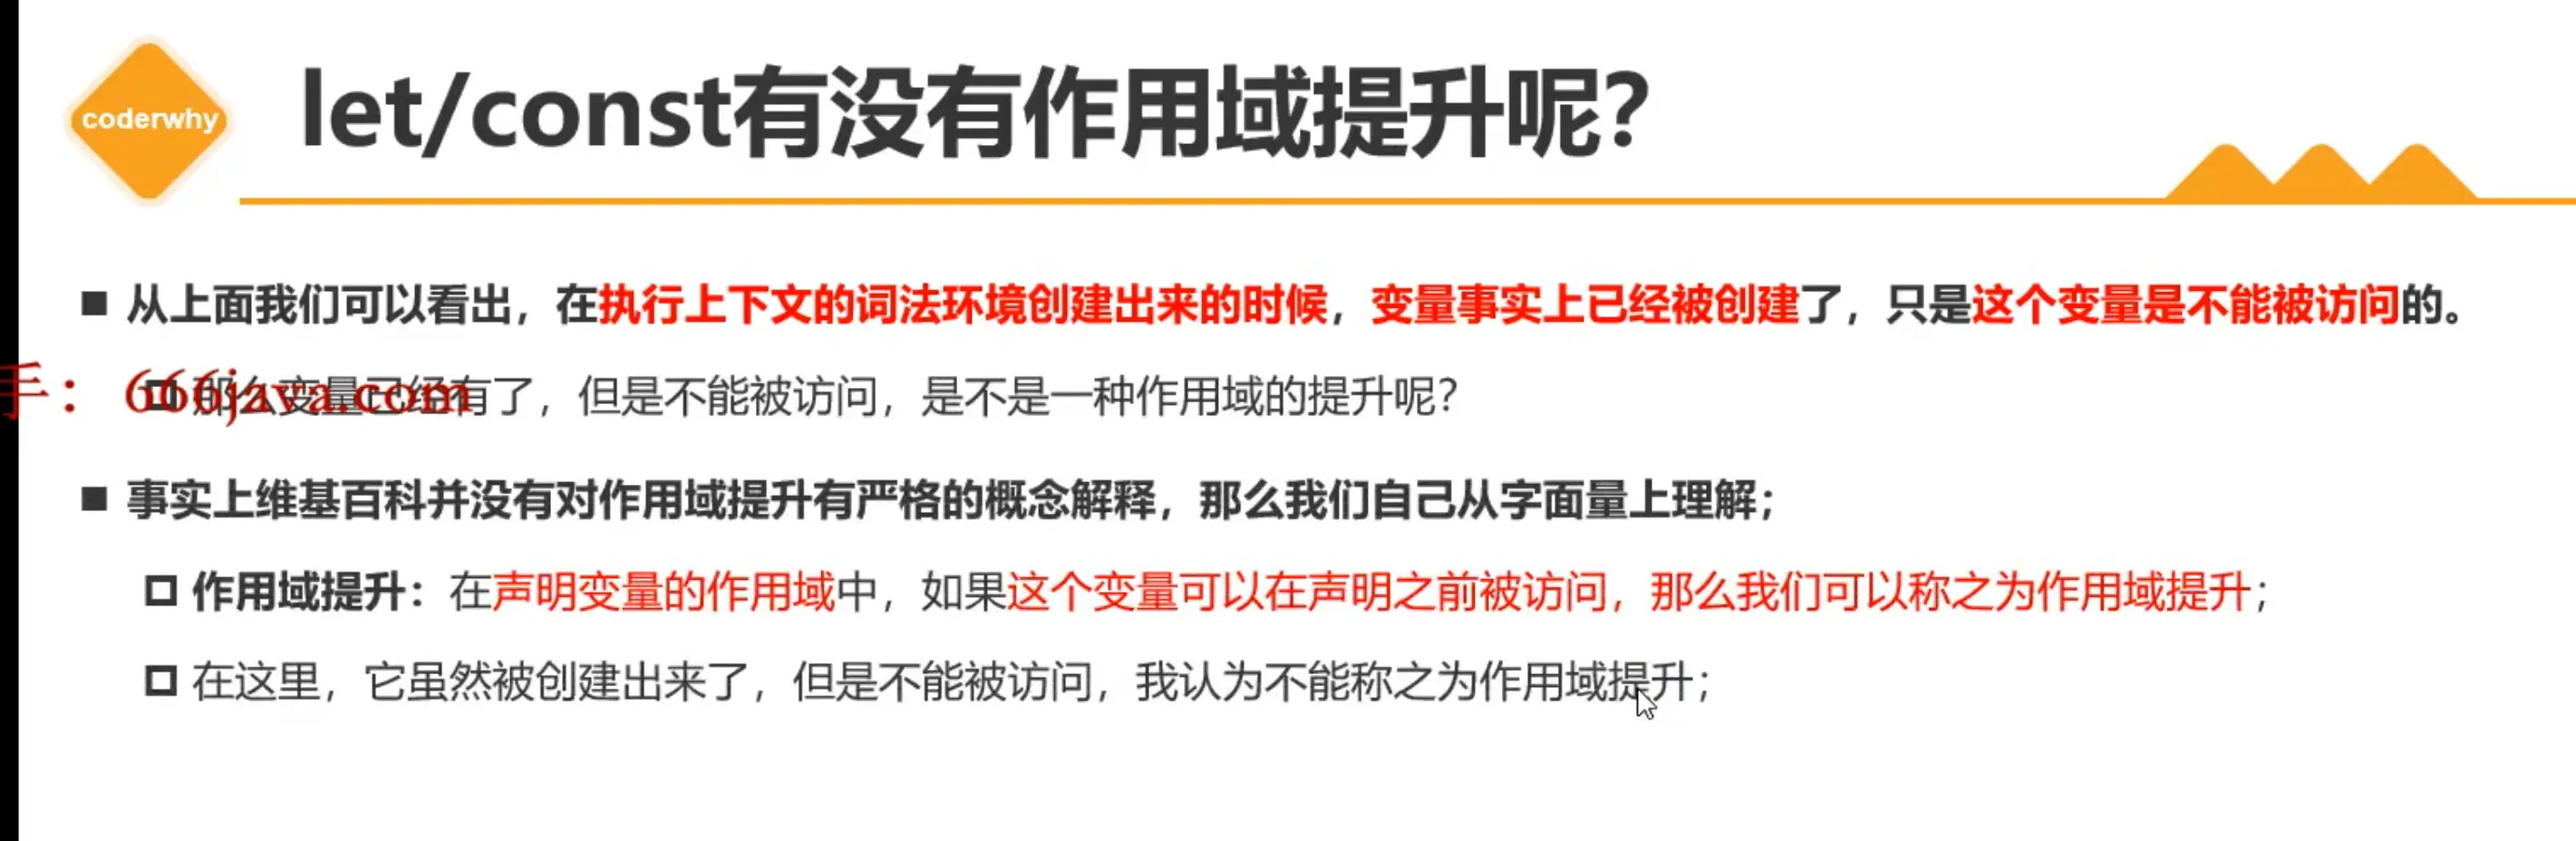 coderwhy
let/const有没有作用域提升呢?
从上面我们可以看出，在执行上下文的词法环境创建出来的时候，变量事实上已经被创建了，只是这个变量是不能被访问的。
手： 666java.com
那么变量已经有了，但是不能被访问，是不是一种作用域的提升呢?
事实上维基百科并没有对作用域提升有严格的概念解释，那么我们自己从字面量上理解；
作用域提升：在声明变量的作用域中，如果这个变量可以在声明之前被访问，那么我们可以称之为作用域提升；
在这里，它虽然被创建出来了，但是不能被访问，我认为不能称之为作用域提升；